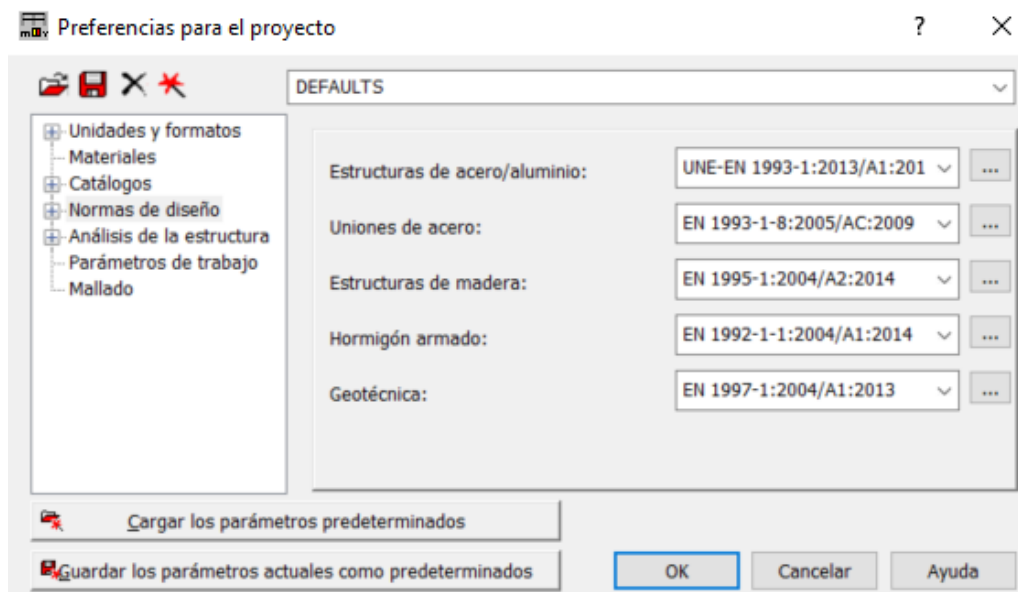 Preferencias para el proyecto
?
DEFAULTS
Unidades y formatos
Materiales
Catálogos
Normas de diseño
Análisis de la estructura
Parámetros de trabajo
Mallado
Estructuras de acero/aluminio: UNE-EN 1993-1:2013/A1:201 ...
Uniones de acero: EN 1993-1-8:2005/AC:2009 ...
Estructuras de madera: EN 1995-1:2004/A2:2014 ...
Hormigón armado: EN 1992-1-1:2004/A1:2014 ...
Geotécnica: EN 1997-1:2004/A1:2013 ...
Cargar los parámetros predeterminados
Guardar los parámetros actuales como predeterminados
OK Cancelar Ayuda